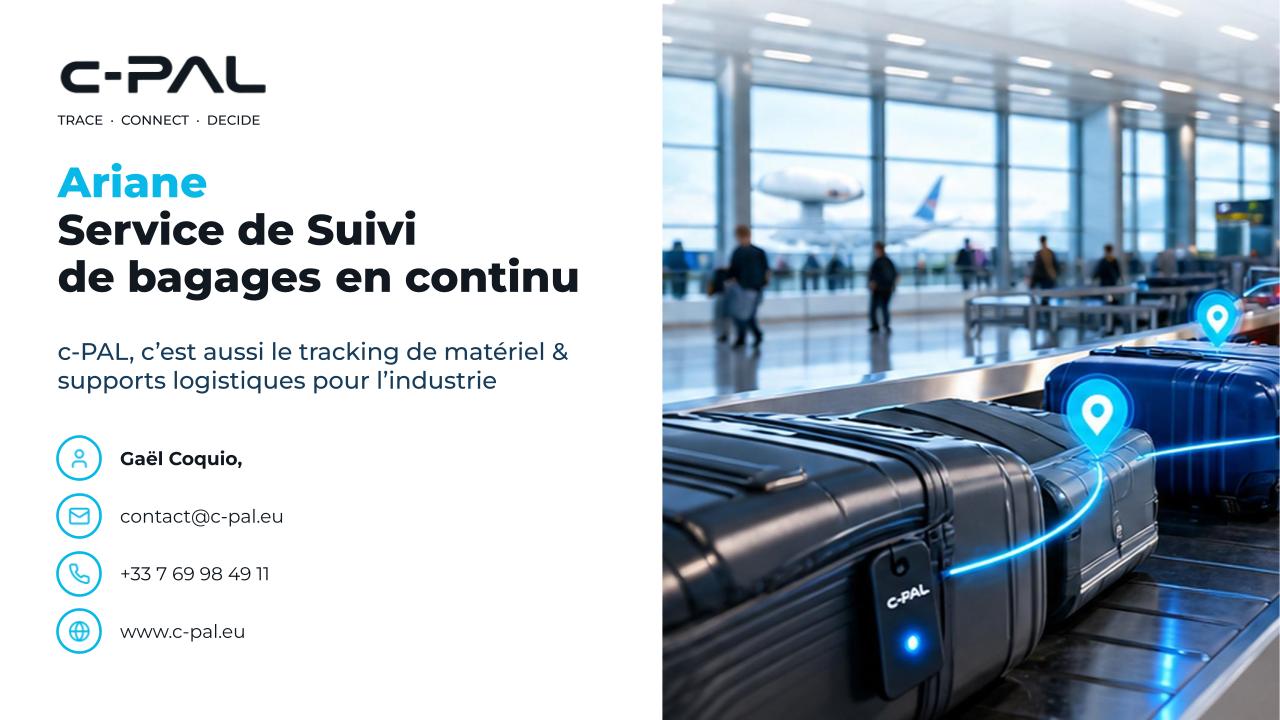 c-PAL
TRACE · CONNECT · DECIDE
Ariane
Service de Suivi
de bagages en continu
c-PAL, c’est aussi le tracking de matériel &
supports logistiques pour l’industrie
Gaël Coquio,
contact@c-pal.eu
+33 7 69 98 49 11
www.c-pal.eu
c-PAL